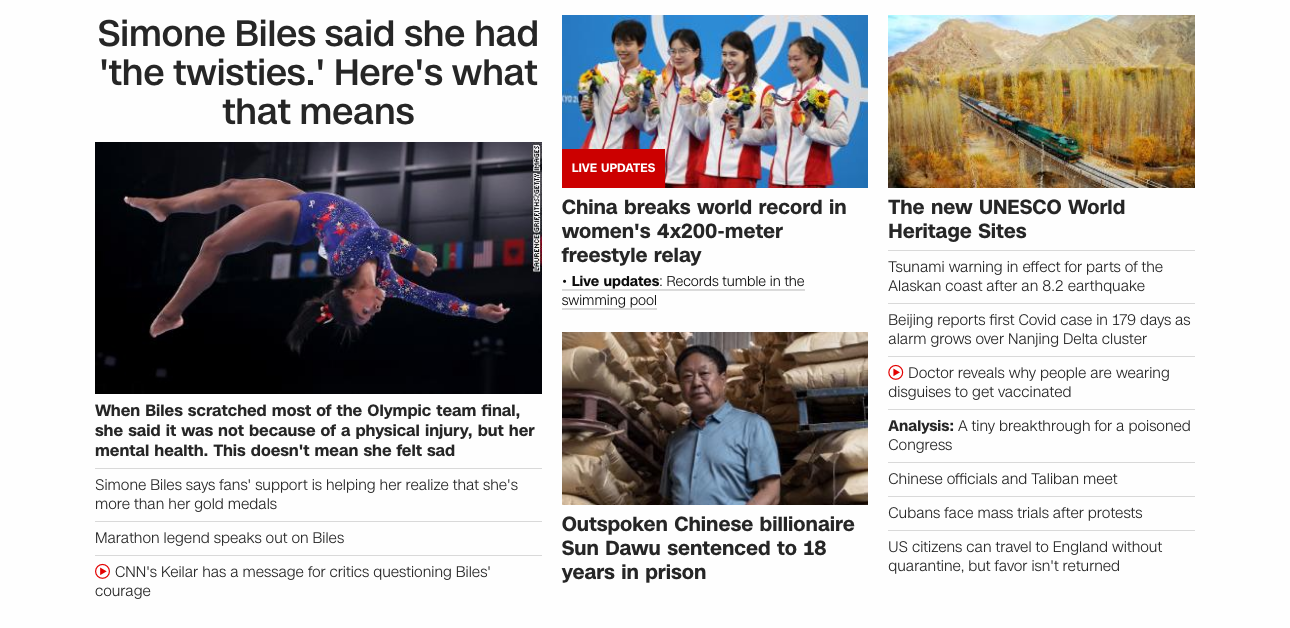 Simone Biles said she had
'the twisties.' Here's what
that means
LAURENCE GRIFFITHS/GETTY IMAGES
When Biles scratched most of the Olympic team final,
she said it was not because of a physical injury, but her
mental health. This doesn't mean she felt sad
Simone Biles says fans' support is helping her realize that she's
more than her gold medals
Marathon legend speaks out on Biles
CNN's Keilar has a message for critics questioning Biles'
courage
LIVE UPDATES
China breaks world record in
women's 4x200-meter
freestyle relay
• Live updates: Records tumble in the
swimming pool
Outspoken Chinese billionaire
Sun Dawu sentenced to 18
years in prison
The new UNESCO World
Heritage Sites
Tsunami warning in effect for parts of the
Alaskan coast after an 8.2 earthquake
Beijing reports first Covid case in 179 days as
alarm grows over Nanjing Delta cluster
Doctor reveals why people are wearing
disguises to get vaccinated
Analysis: A tiny breakthrough for a poisoned
Congress
Chinese officials and Taliban meet
Cubans face mass trials after protests
US citizens can travel to England without
quarantine, but favor isn't returned